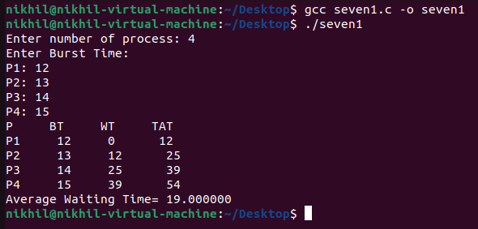 nikhil@nikhil-virtual-machine:~/Desktop$ gcc seven1.c -o seven1
nikhil@nikhil-virtual-machine:~/Desktop$ ./seven1
Enter number of process: 4
Enter Burst Time:
P1: 12
P2: 13
P3: 14
P4: 15
P BT WT TAT
P1 12 0 12
P2 13 12 25
P3 14 25 39
P4 15 39 54
Average Waiting Time= 19.000000
nikhil@nikhil-virtual-machine:~/Desktop$